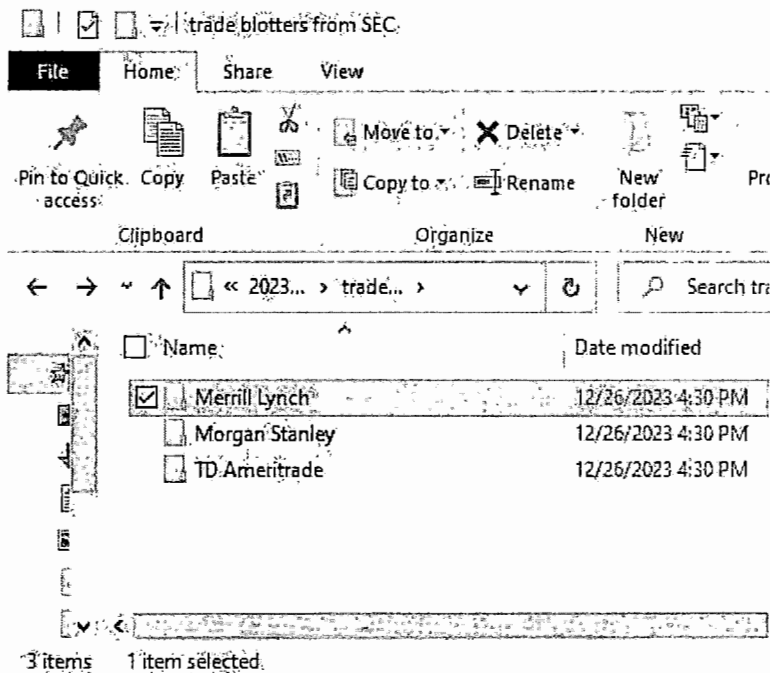 trade blotters from SEC
File Home Share View
Pin to Quick access Copy Paste Move to Copy to Delete Rename New folder Pro
Clipboard Organize New
« 2023... › trade... › Search tra
Name Date modified
Merrill Lynch 12/26/2023 4:30 PM
Morgan Stanley 12/26/2023 4:30 PM
TD Ameritrade 12/26/2023 4:30 PM
3 items 1 item selected